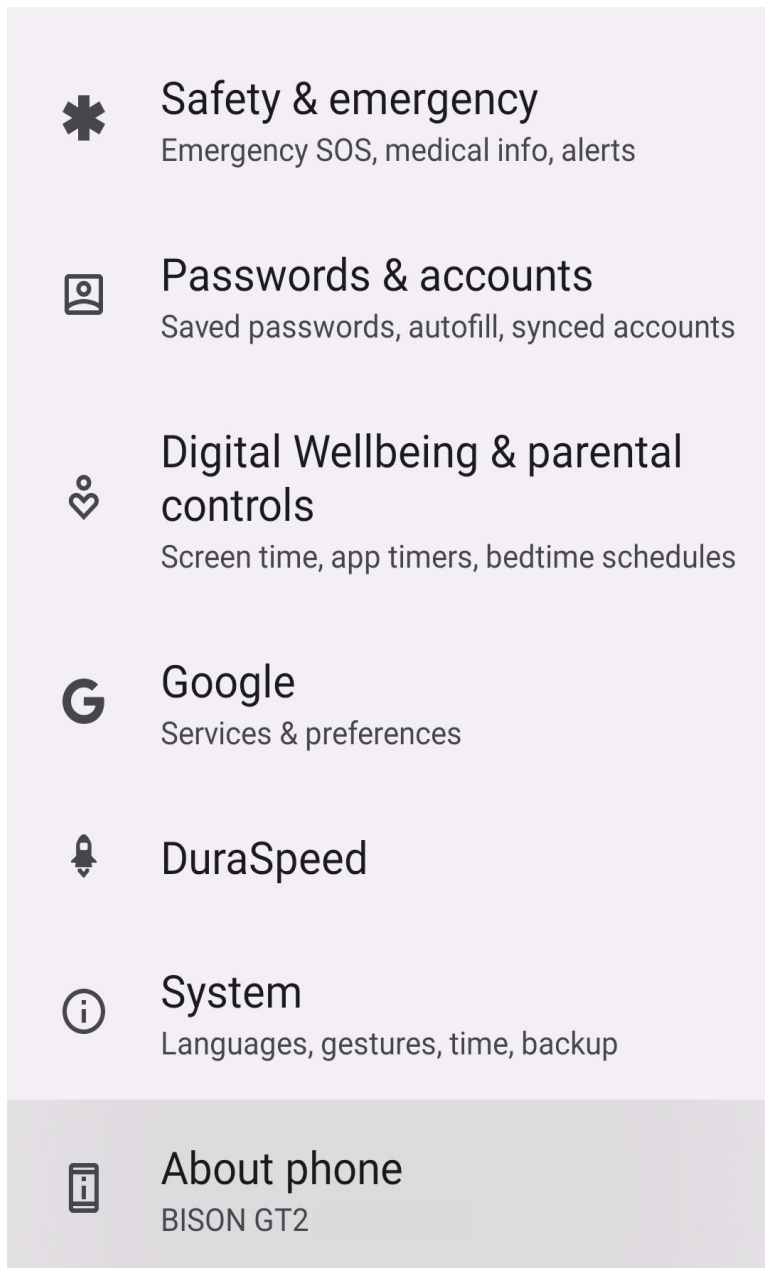 Safety & emergency
Emergency SOS, medical info, alerts
Passwords & accounts
Saved passwords, autofill, synced accounts
Digital Wellbeing & parental
controls
Screen time, app timers, bedtime schedules
Google
Services & preferences
DuraSpeed
System
Languages, gestures, time, backup
About phone
BISON GT2